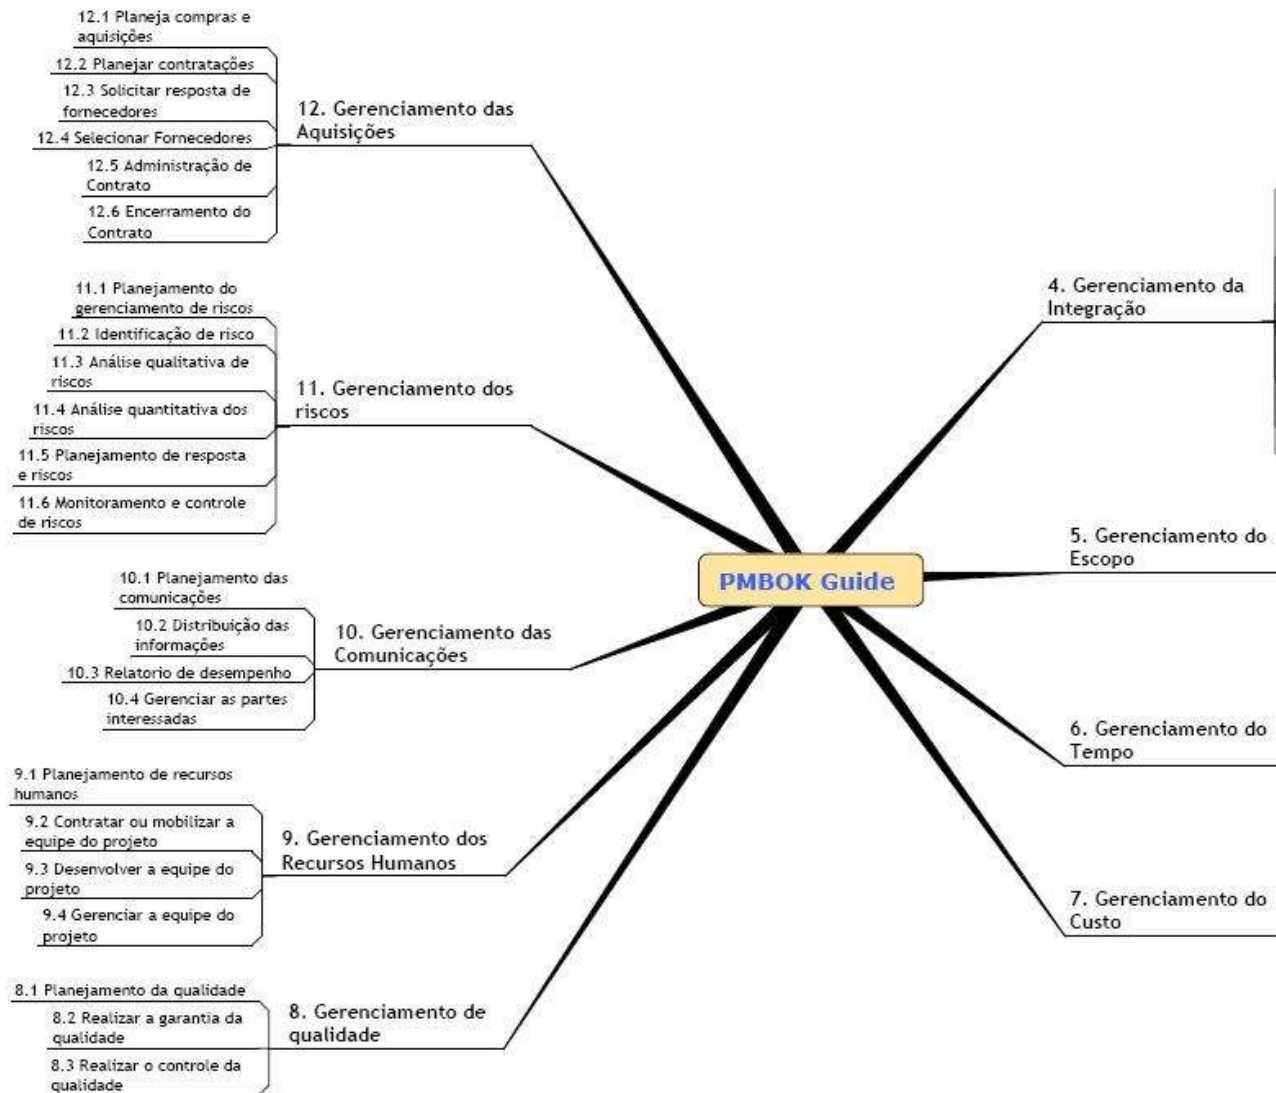 12.1 Planeja compras e
aquisições
12.2 Planejar contratações
12.3 Solicitar resposta de
fornecedores
12.4 Selecionar Fornecedores
12.5 Administração de
Contrato
12.6 Encerramento do
Contrato
12. Gerenciamento das
Aquisições
11.1 Planejamento do
gerenciamento de riscos
11.2 Identificação de risco
11.3 Análise qualitativa de
riscos
11.4 Análise quantitativa dos
riscos
11.5 Planejamento de resposta
e riscos
11.6 Monitoramento e controle
de riscos
11. Gerenciamento dos
riscos
10.1 Planejamento das
comunicações
10.2 Distribuição das
informações
10.3 Relatorio de desempenho
10.4 Gerenciar as partes
interessadas
10. Gerenciamento das
Comunicações
9.1 Planejamento de recursos
humanos
9.2 Contratar ou mobilizar a
equipe do projeto
9.3 Desenvolver a equipe do
projeto
9.4 Gerenciar a equipe do
projeto
9. Gerenciamento dos
Recursos Humanos
8.1 Planejamento da qualidade
8.2 Realizar a garantia da
qualidade
8.3 Realizar o controle da
qualidade
8. Gerenciamento de
qualidade
PMBOK Guide
4. Gerenciamento da
Integração
5. Gerenciamento do
Escopo
6. Gerenciamento do
Tempo
7. Gerenciamento do
Custo